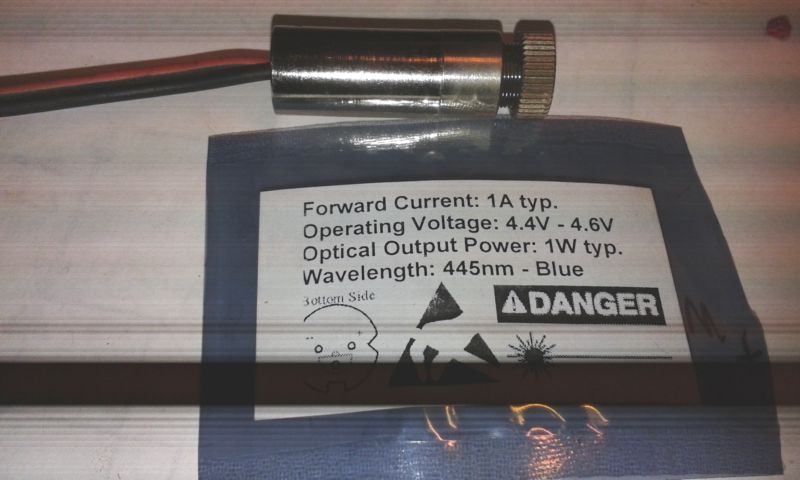 Forward Current: 1A typ.
Operating Voltage: 4.4V - 4.6V
Optical Output Power: 1W typ.
Wavelength: 445nm - Blue
Bottom Side
DANGER